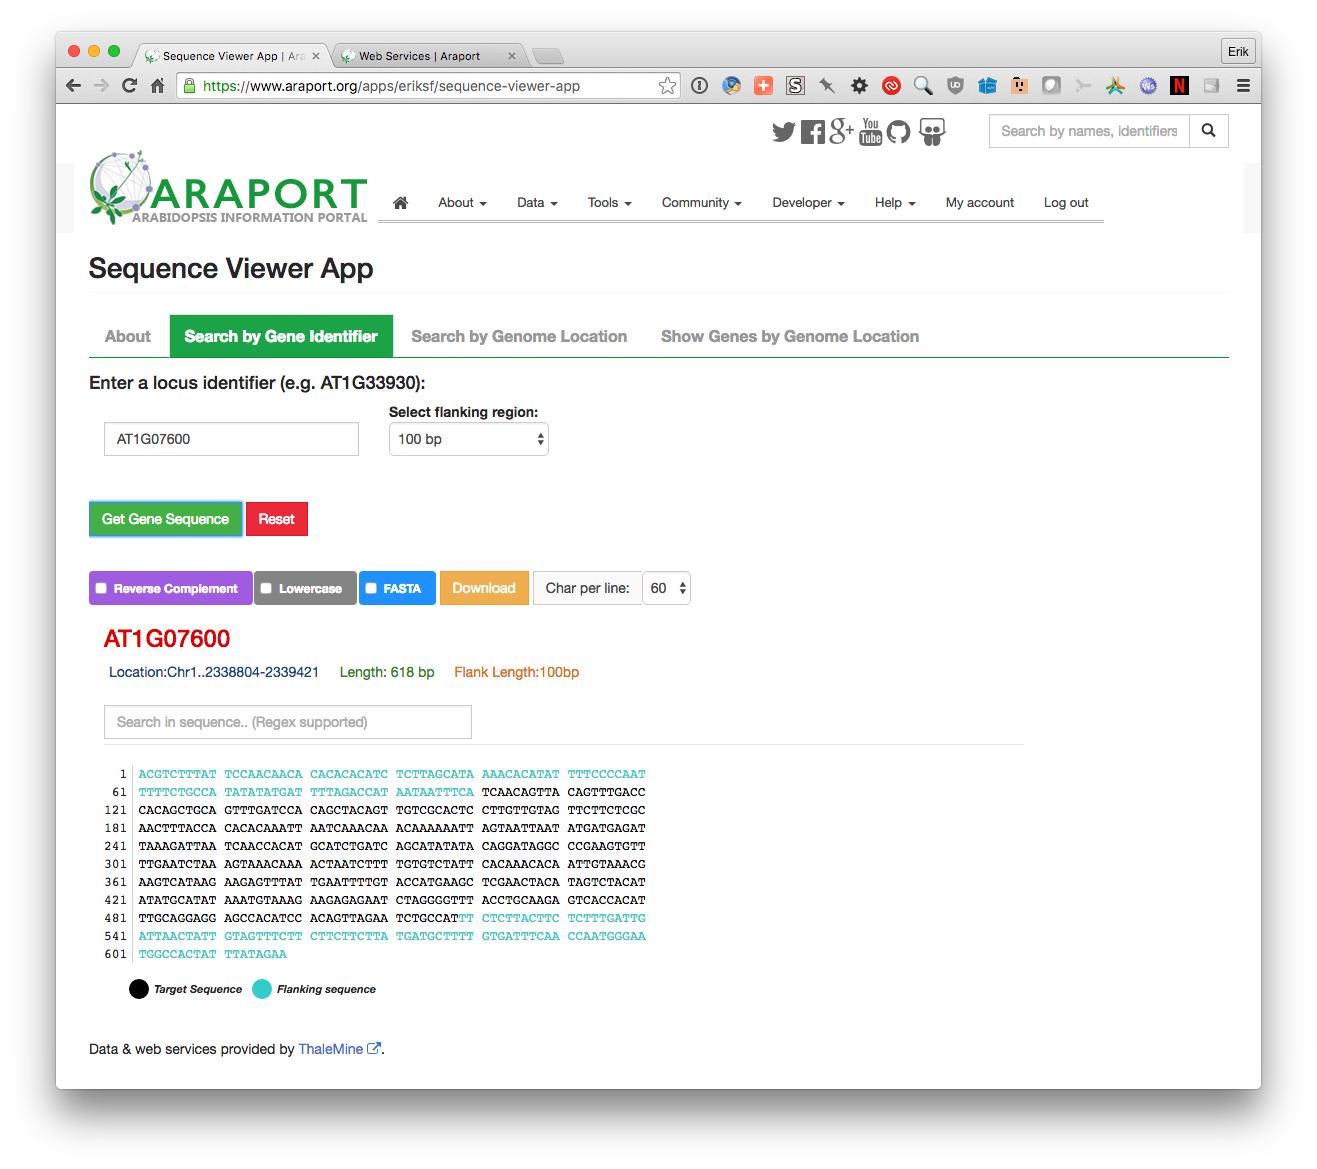 Sequence Viewer App | Ara
Web Services | Araport
Erik
https://www.araport.org/apps/eriksf/sequence-viewer-app
You Tube
Search by names, identifiers
ARAPORT
ARABIDOPSIS INFORMATION PORTAL
About Data Tools Community Developer Help My account Log out
Sequence Viewer App
About Search by Gene Identifier Search by Genome Location Show Genes by Genome Location
Enter a locus identifier (e.g. AT1G33930):
Select flanking region:
AT1G07600 100 bp
Get Gene Sequence Reset
Reverse Complement Lowercase FASTA Download Char per line: 60
AT1G07600
Location:Chr1..2338804-2339421 Length: 618 bp Flank Length:100bp
Search in sequence.. (Regex supported)
1 ACGTCTTTAT TCCAACAACA CACACACATC TCTTAGCATA AAACACATAT TTTCCCCAAT
61 TTTTCTGCCA TATATATGAT TTTAGACCAT AATAATTTCA TCAACAGTTA CAGTTTGACC
121 CACAGCTGCA GTTTGATCCA CAGCTACAGT TGTCGCACTC CTTGTTGTAG TTCTTCTCGC
181 AACTTTACCA CACACAAATT AATCAAACAA ACAAAAAATT AGTAATTAAT ATGATGAGAT
241 TAAAGATTAA TCAACCACAT GCATCTGATC AGCATATATA CAGGATAGGC CCGAAGTGTT
301 TTGAATCTAA AGTAAACAAA ACTAATCTTT TGTGTCTATT CACAAACACA ATTGTAAACG
361 AAGTCATAAG AAGAGTTTAT TGAATTTTGT ACCATGAAGC TCGAACTACA TAGTCTACAT
421 ATATGCATAT AAATGTAAAG AAGAGAGAAT CTAGGGGTTT ACCTGCAAGA GTCACCACAT
481 TTGCAGGAGG AGCCACATCC ACAGTTAGAA TCTGCCATTT CTCTTACTTC TCTTTGATTG
541 ATTAACTATT GTAGTTTCTT CTTCTTCTTA TGATGCTTTT GTGATTTCAA CCAATGGGAA
601 TGGCCACTAT TTATAGAA
Target Sequence Flanking sequence
Data & web services provided by ThaleMine.